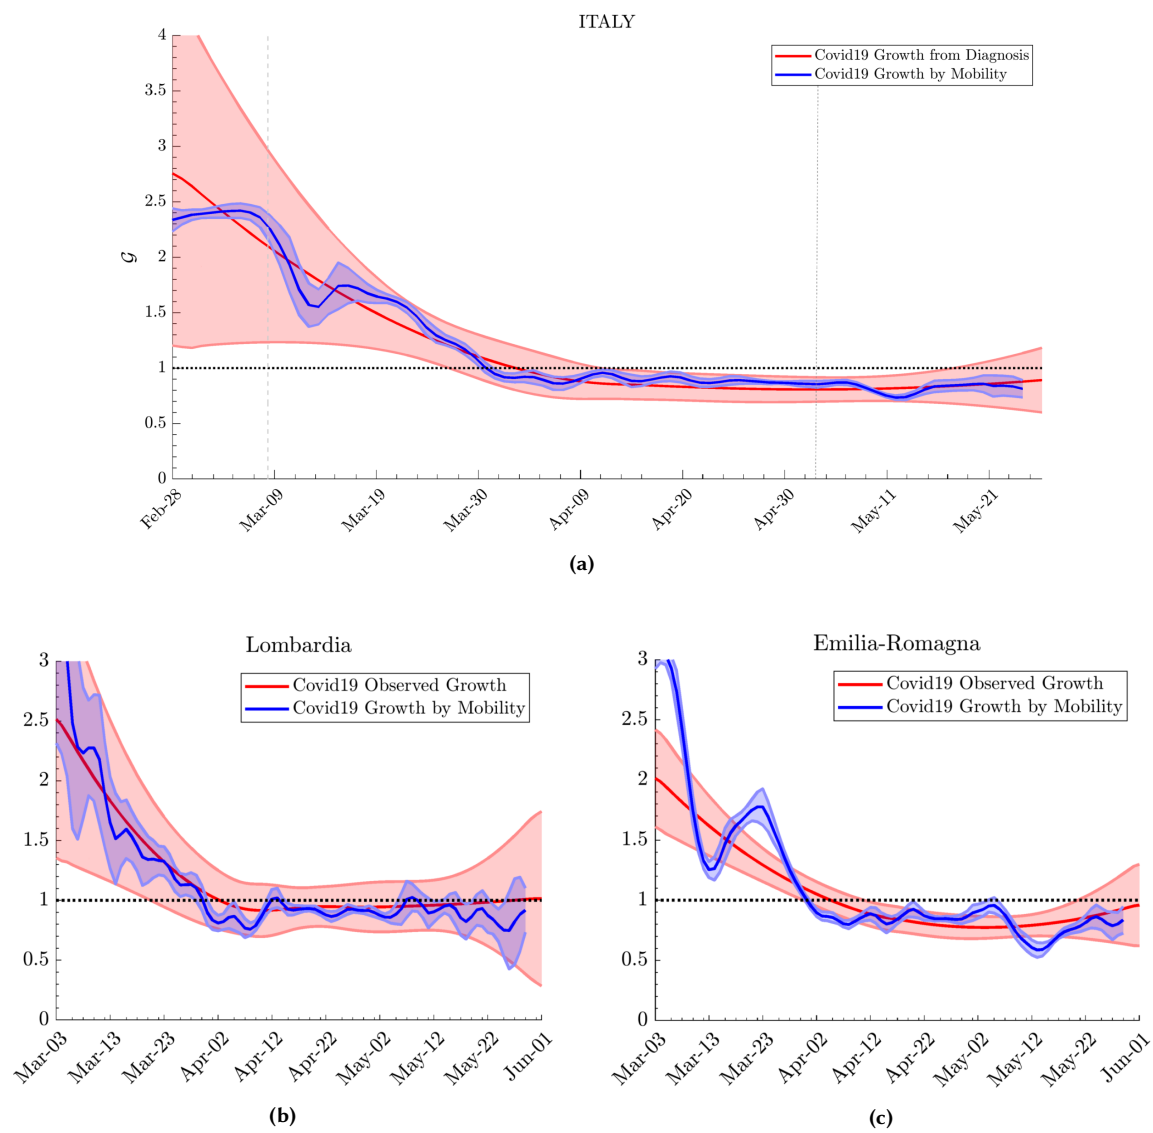 ITALY
Covid19 Growth from Diagnosis
Covid19 Growth by Mobility
4
3.5
3
2.5
2
1.5
1
0.5
0
𝒢
Feb-28
Mar-09
Mar-19
Mar-30
Apr-09
Apr-20
Apr-30
May-11
May-21
(a)
Lombardia
Covid19 Observed Growth
Covid19 Growth by Mobility
3
2.5
2
1.5
1
0.5
0
Mar-03
Mar-13
Mar-23
Apr-02
Apr-12
Apr-22
May-02
May-12
May-22
Jun-01
(b)
Emilia-Romagna
Covid19 Observed Growth
Covid19 Growth by Mobility
3
2.5
2
1.5
1
0.5
0
Mar-03
Mar-13
Mar-23
Apr-02
Apr-12
Apr-22
May-02
May-12
May-22
Jun-01
(c)